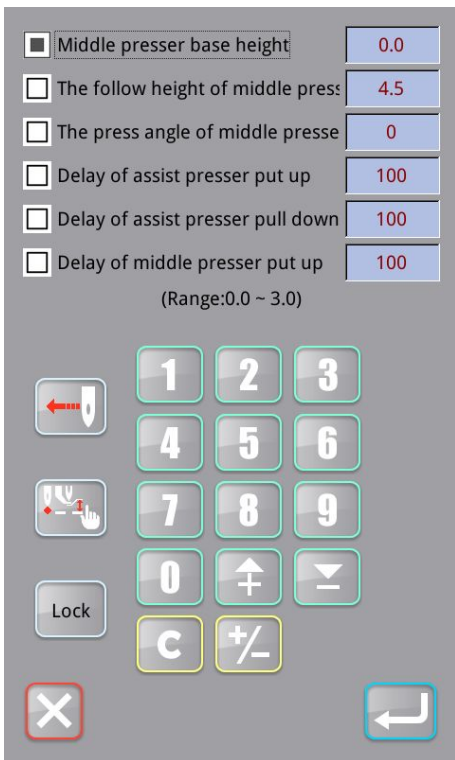 Middle presser base height 0.0
The follow height of middle press 4.5
The press angle of middle presse 0
Delay of assist presser put up 100
Delay of assist presser pull down 100
Delay of middle presser put up 100
(Range:0.0 ~ 3.0)
1 2 3
4 5 6
7 8 9
0
Lock
C +/-